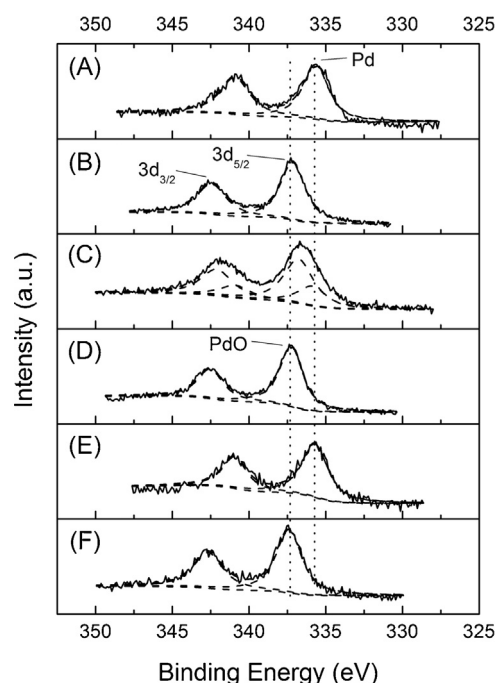 350 345 340 335 330 325
(A)
Pd
(B)
3d3/2
3d5/2
(C)
(D)
PdO
(E)
(F)
Intensity (a.u.)
350 345 340 335 330 325
Binding Energy (eV)